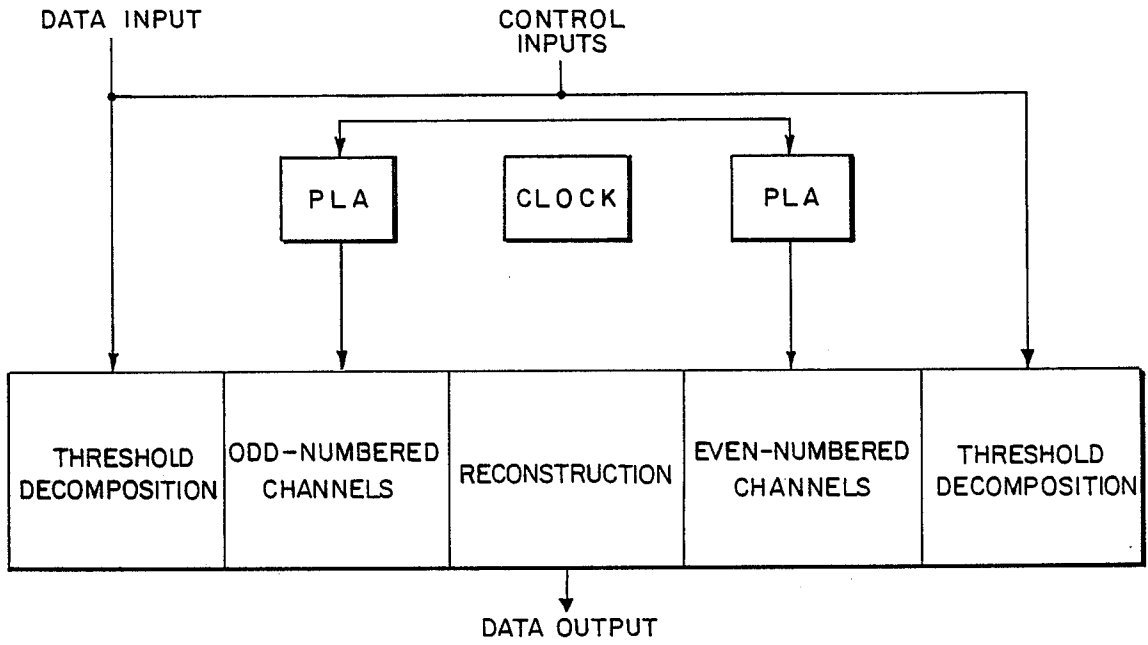 DATA INPUT
CONTROL
INPUTS
PLA
CLOCK
PLA
THRESHOLD
DECOMPOSITION
ODD-NUMBERED
CHANNELS
RECONSTRUCTION
EVEN-NUMBERED
CHANNELS
THRESHOLD
DECOMPOSITION
DATA OUTPUT